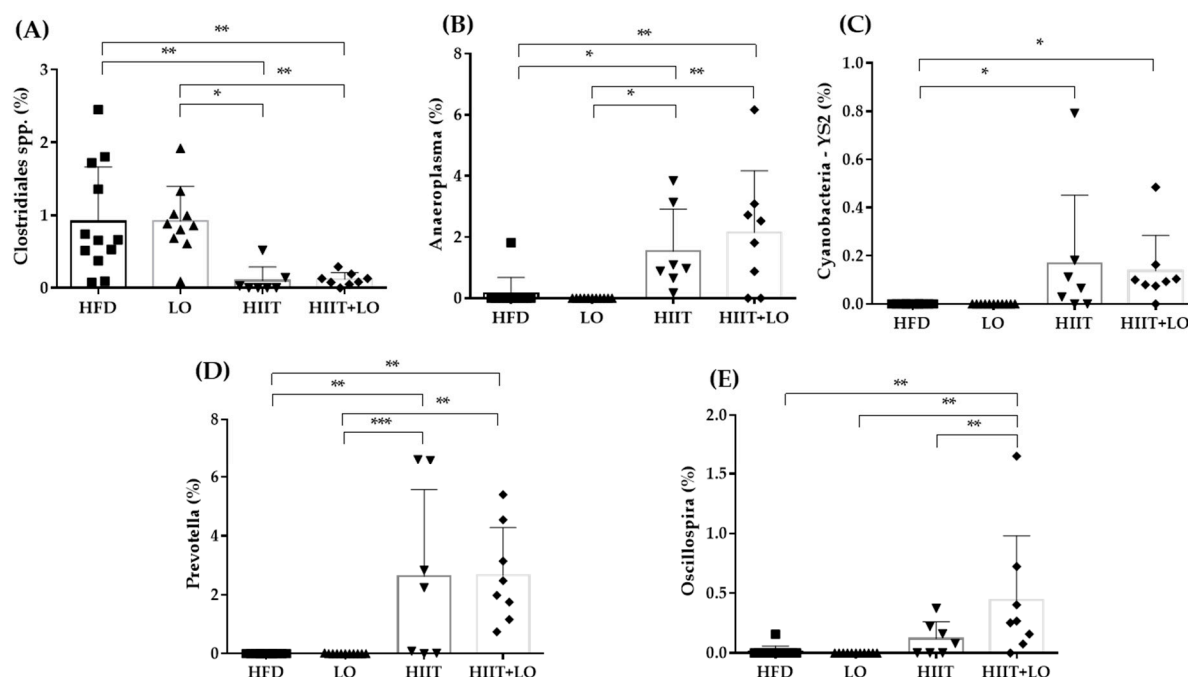 (A)
** 
**
**
*
Clostridiales spp. (%)
3
2
1
0
HFD LO HIIT HIIT+LO
(B)
**
*
**
*
Anaeroplasma (%)
8
6
4
2
0
HFD LO HIIT HIIT+LO
(C)
*
*
Cyanobacteria - YS2 (%)
1.0
0.8
0.6
0.4
0.2
0.0
HFD LO HIIT HIIT+LO
(D)
**
**
**
***
Prevotella (%)
8
6
4
2
0
HFD LO HIIT HIIT+LO
(E)
**
**
**
Oscillospira (%)
2.0
1.5
1.0
0.5
0.0
HFD LO HIIT HIIT+LO